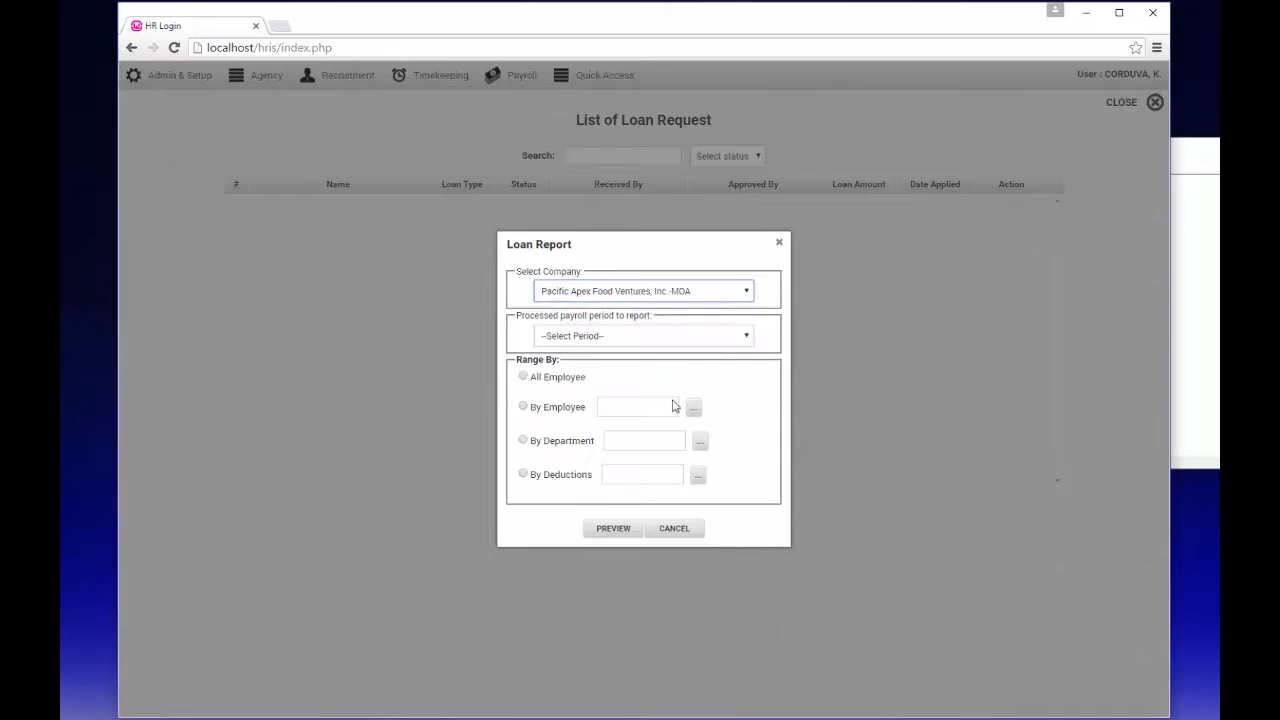 HR Login
localhost/hris/index.php
Admin & Setup Agency Recruitment Timekeeping Payroll Quick Access User : CORDUVA, K.
CLOSE
List of Loan Request
Search: Select status
# Name Loan Type Status Received By Approved By Loan Amount Date Applied Action
Loan Report
Select Company:
Pacific Apex Food Ventures, Inc.-MOA
Processed payroll period to report:
--Select Period--
Range By:
All Employee
By Employee ...
By Department ...
By Deductions ...
PREVIEW CANCEL